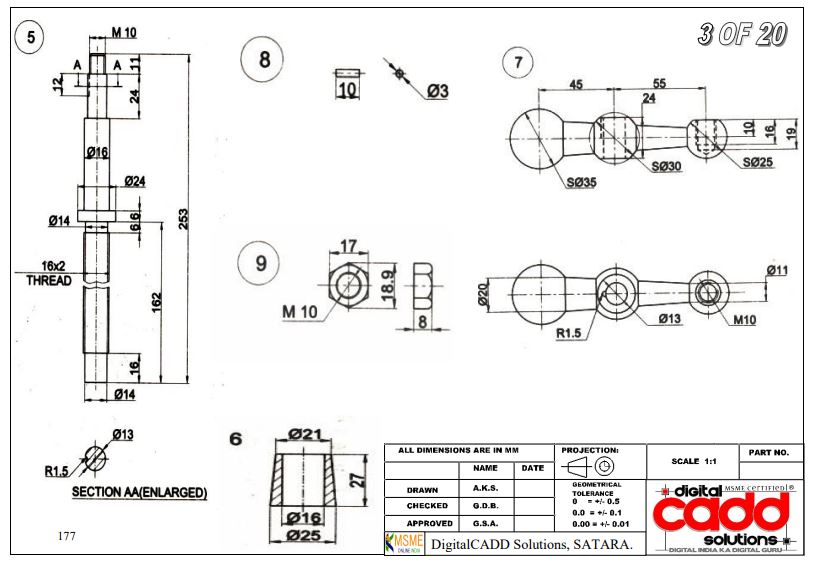 5
M 10
A
A
11
12
24
Ø16
Ø24
Ø14
6
6
253
16x2
THREAD
162
16
Ø14
Ø13
R1.5
SECTION AA(ENLARGED)
177
8
10
Ø3
9
17
M 10
18.9
8
6
Ø21
27
Ø16
Ø25
3 OF 20
7
45
55
24
10
16
19
SØ35
SØ30
SØ25
Ø20
R1.5
Ø13
Ø11
M10
ALL DIMENSIONS ARE IN MM
NAME DATE
DRAWN A.K.S.
CHECKED G.D.B.
APPROVED G.S.A.
PROJECTION:
GEOMETRICAL
TOLERANCE
0 = +/- 0.5
0.0 = +/- 0.1
0.00 = +/- 0.01
SCALE 1:1
PART NO.
MSME
ONLINE INDIA
DigitalCADD Solutions, SATARA.
digital MSME CERTIFIED ®
cadd
solutions
DIGITAL INDIA KA DIGITAL GURU